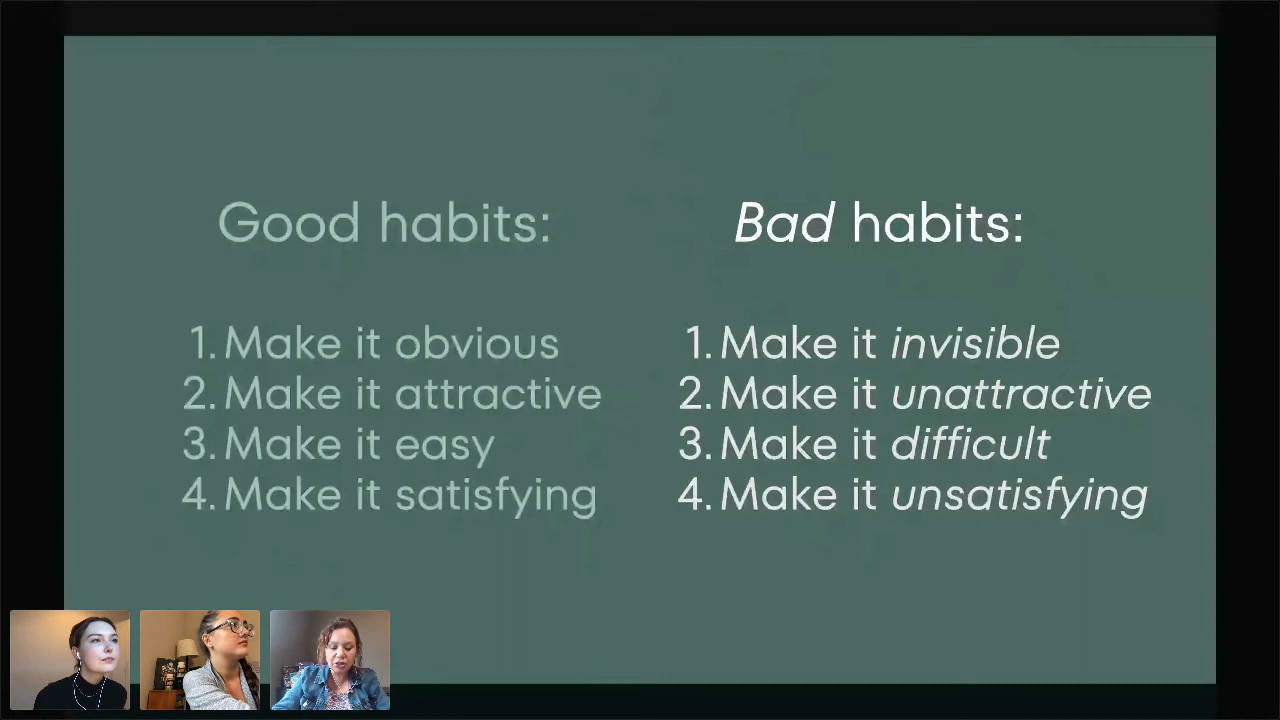 Good habits:
1. Make it obvious
2. Make it attractive
3. Make it easy
4. Make it satisfying
Bad habits:
1. Make it invisible
2. Make it unattractive
3. Make it difficult
4. Make it unsatisfying